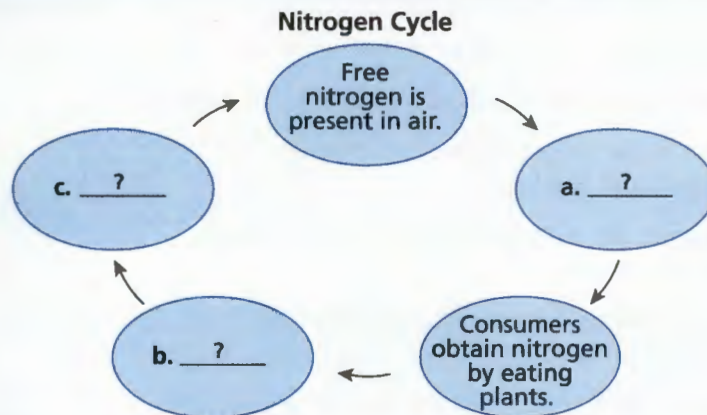 Nitrogen Cycle
Free
nitrogen is
present in air.
c. ?
a. ?
b. ?
Consumers
obtain nitrogen
by eating
plants.